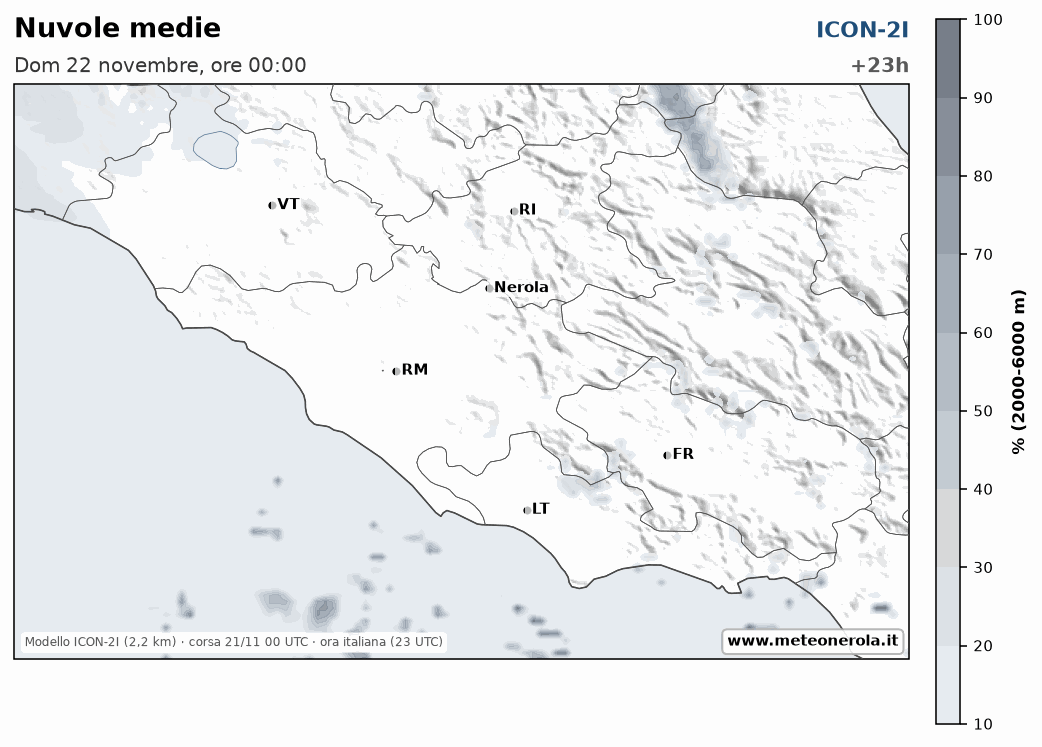 Nuvole medie
ICON-2I
Dom 22 novembre, ore 00:00
+23h
VT
RI
Nerola
RM
FR
LT
Modello ICON-2I (2,2 km) · corsa 21/11 00 UTC · ora italiana (23 UTC)
www.meteonerola.it
100
90
80
70
60
50
40
30
20
10
% (2000-6000 m)